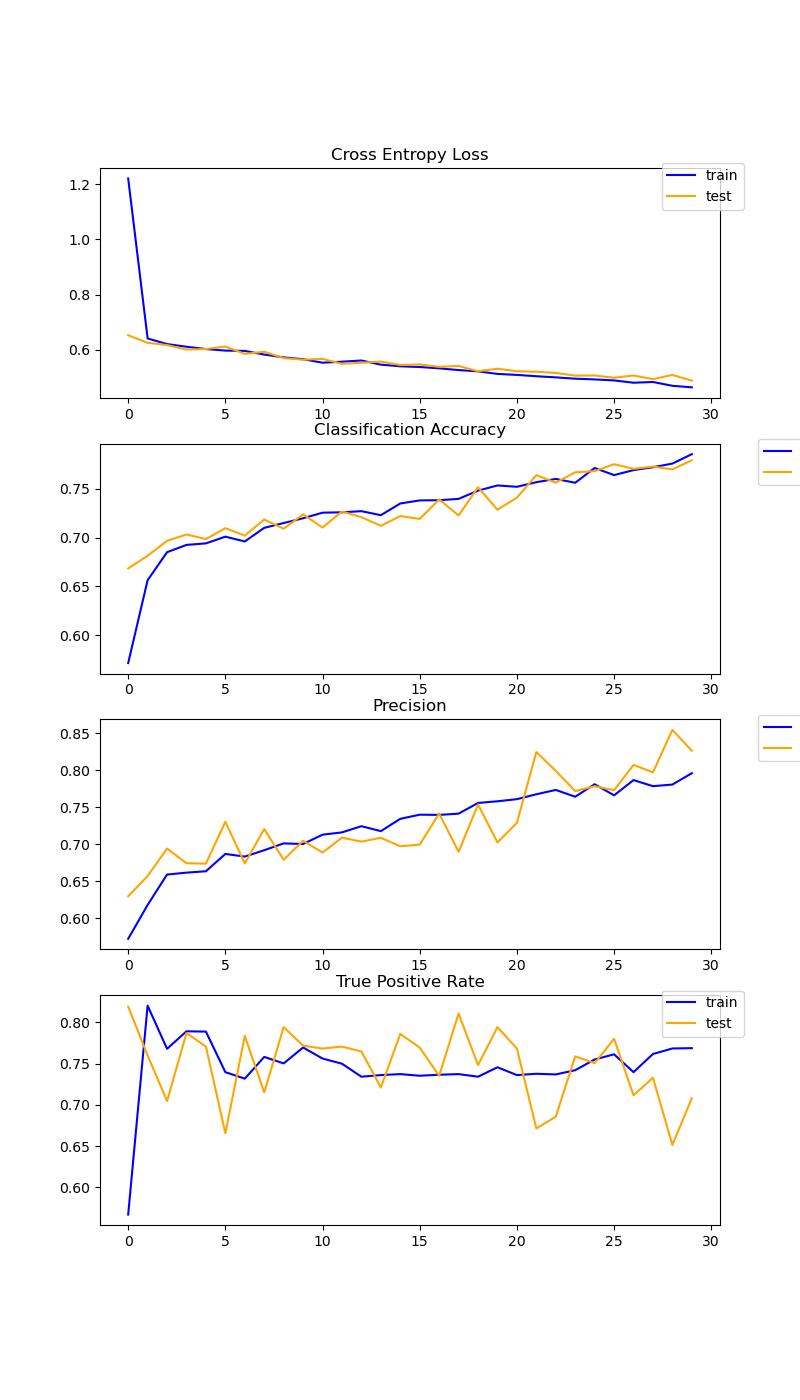 Cross Entropy Loss
train
test
1.2
1.0
0.8
0.6
0 5 10 15 20 25 30
Classification Accuracy
0.75
0.70
0.65
0.60
0 5 10 15 20 25 30
Precision
0.85
0.80
0.75
0.70
0.65
0.60
0 5 10 15 20 25 30
True Positive Rate
train
test
0.80
0.75
0.70
0.65
0.60
0 5 10 15 20 25 30